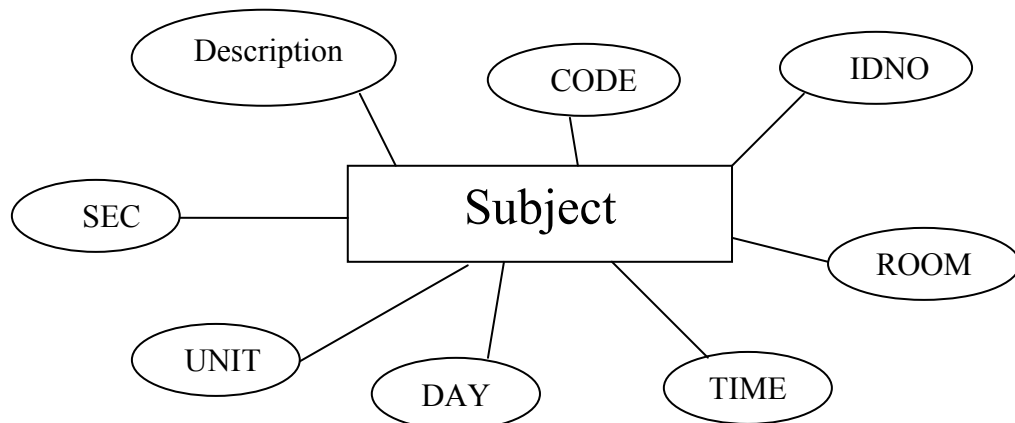 Description
CODE
IDNO
Subject
SEC
ROOM
UNIT
DAY
TIME